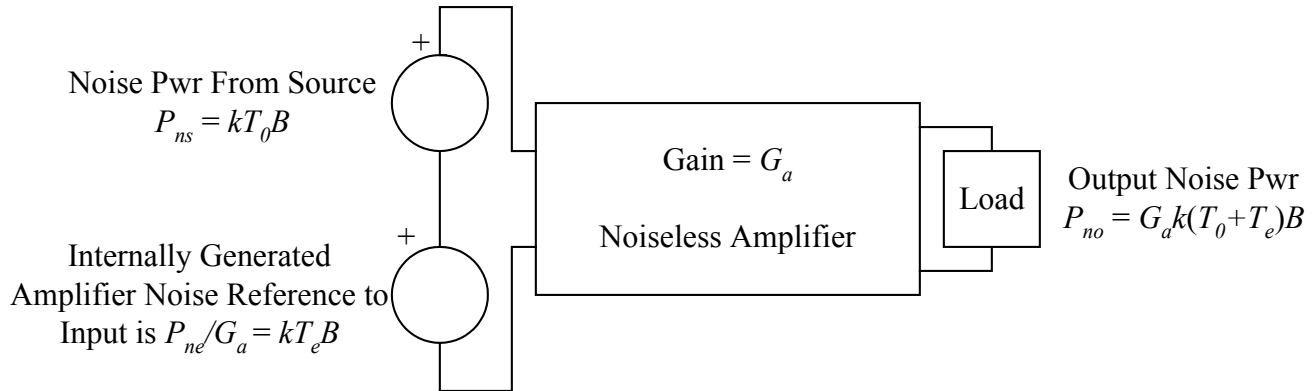 +
Noise Pwr From Source
P_ns = kT_0B
+
Internally Generated
Amplifier Noise Reference to
Input is P_ne/G_a = kT_eB
Gain = G_a
Noiseless Amplifier
Load
Output Noise Pwr
P_no = G_ak(T_0+T_e)B